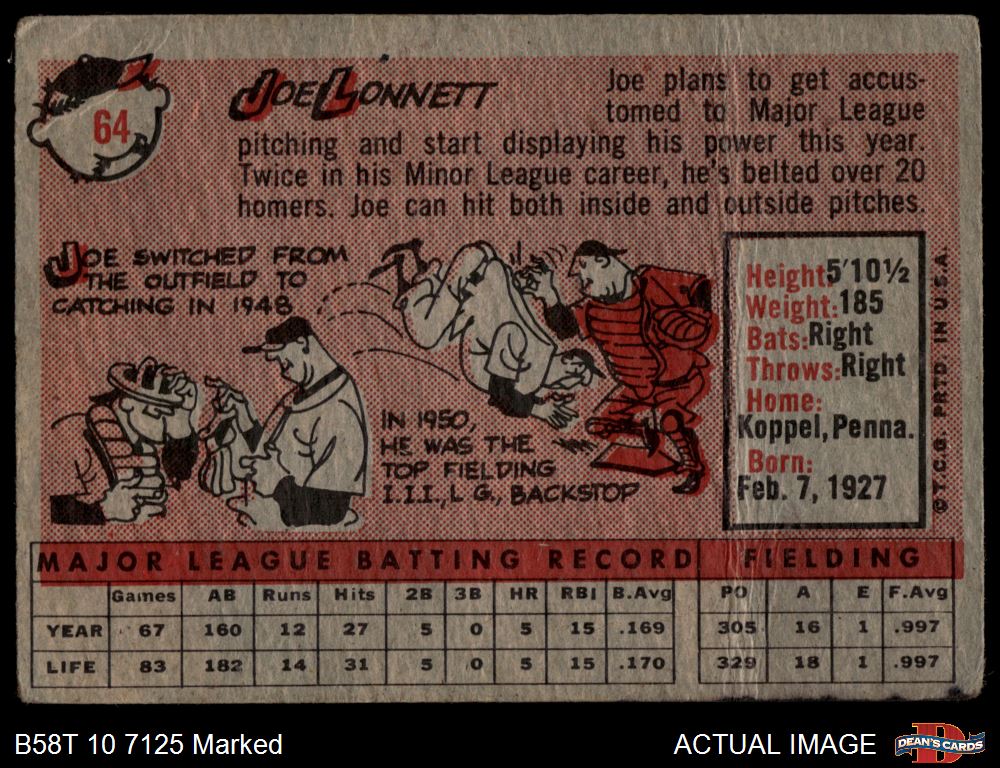 64
JOE LONNETT
Joe plans to get accus-
tomed to Major League
pitching and start displaying his power this year.
Twice in his Minor League career, he's belted over 20
homers. Joe can hit both inside and outside pitches.
JOE SWITCHED FROM
THE OUTFIELD TO
CATCHING IN 1948
IN 1950,
HE WAS THE
TOP FIELDING
I.I.I., L G., BACKSTOP
Height: 5'10½
Weight: 185
Bats: Right
Throws: Right
Home:
Koppel, Penna.
Born:
Feb. 7, 1927
© T.C.G. PRTD. IN U.S.A.
MAJOR LEAGUE BATTING RECORD FIELDING
Games AB Runs Hits 2B 3B HR RBI B.Avg PO A E F.Avg
YEAR 67 160 12 27 5 0 5 15 .169 305 16 1 .997
LIFE 83 182 14 31 5 0 5 15 .170 329 18 1 .997
B58T 10 7125 Marked
ACTUAL IMAGE
D
DEAN'S CARDS